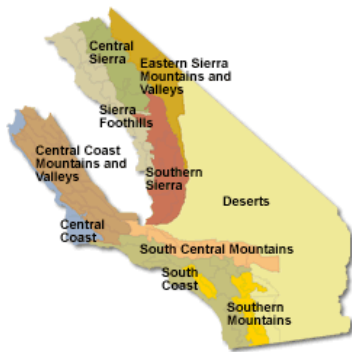 Central
Sierra
Eastern Sierra
Mountains and
Valleys
Sierra
Foothills
Central Coast
Mountains and
Valleys
Southern
Sierra
Deserts
Central
Coast
South Central Mountains
South
Coast
Southern
Mountains